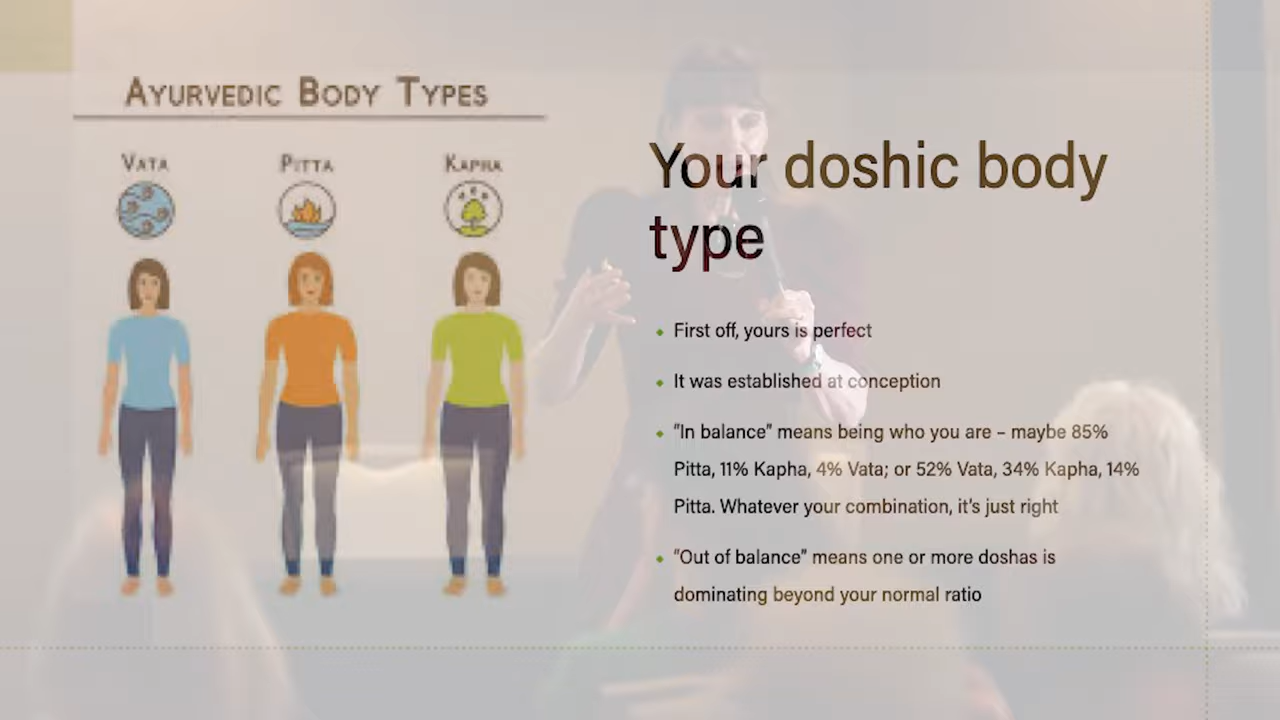 Ayurvedic Body Types
Vata
Pitta
Kapha
Your doshic body
type
First off, yours is perfect
It was established at conception
"In balance" means being who you are – maybe 85%
Pitta, 11% Kapha, 4% Vata; or 52% Vata, 34% Kapha, 14%
Pitta. Whatever your combination, it's just right
"Out of balance" means one or more doshas is
dominating beyond your normal ratio